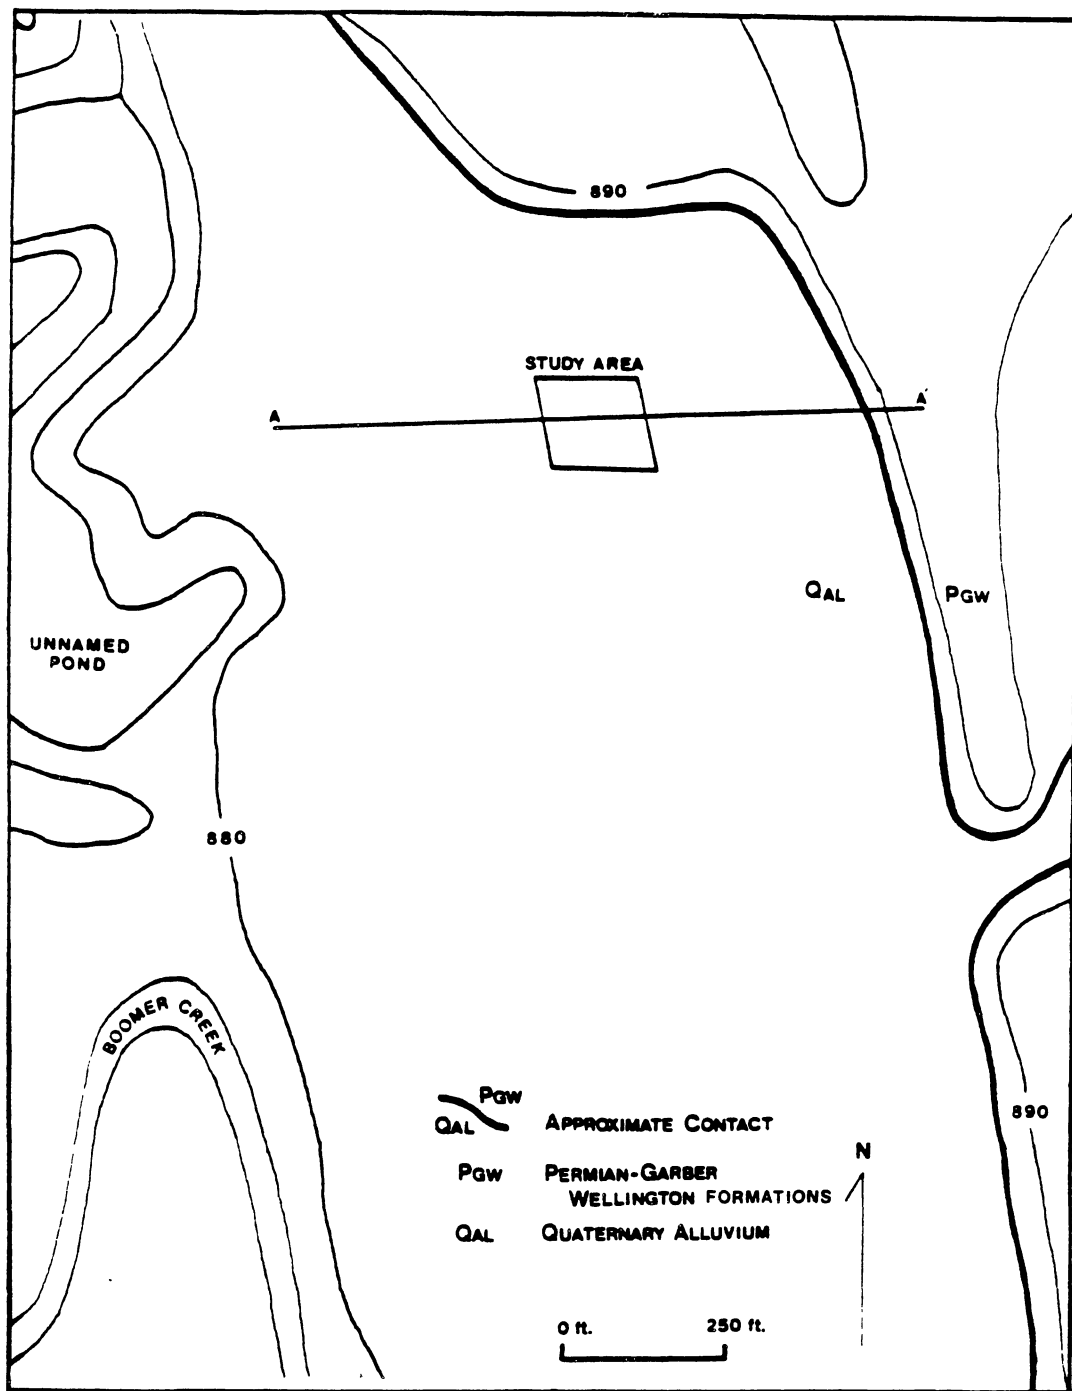 890
STUDY AREA
A
A'
QAL
PGW
UNNAMED
POND
880
BOOMER CREEK
890
PGW
QAL
APPROXIMATE CONTACT
PGW
PERMIAN-GARBER
WELLINGTON FORMATIONS
QAL
QUATERNARY ALLUVIUM
N
0 ft.
250 ft.